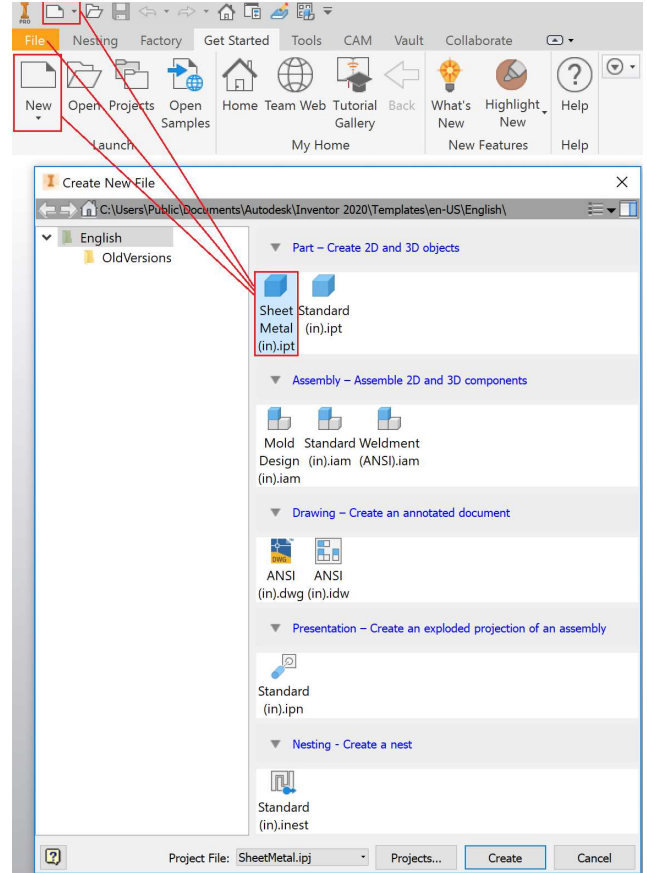 PRO
File Nesting Factory Get Started Tools CAM Vault Collaborate
New Open Projects Open Samples Home Team Web Tutorial Gallery Back What's New Highlight New Help
Launch My Home New Features Help
I Create New File
C:\Users\Public\Documents\Autodesk\Inventor 2020\Templates\en-US\English\
English
OldVersions
Part – Create 2D and 3D objects
Sheet Metal (in).ipt
Standard (in).ipt
Assembly – Assemble 2D and 3D components
Mold Design (in).iam
Standard (in).iam
Weldment (ANSI).iam
Drawing – Create an annotated document
DWG
ANSI (in).dwg
ANSI (in).idw
Presentation – Create an exploded projection of an assembly
Standard (in).ipn
Nesting - Create a nest
Standard (in).inest
? Project File: SheetMetal.ipj Projects... Create Cancel